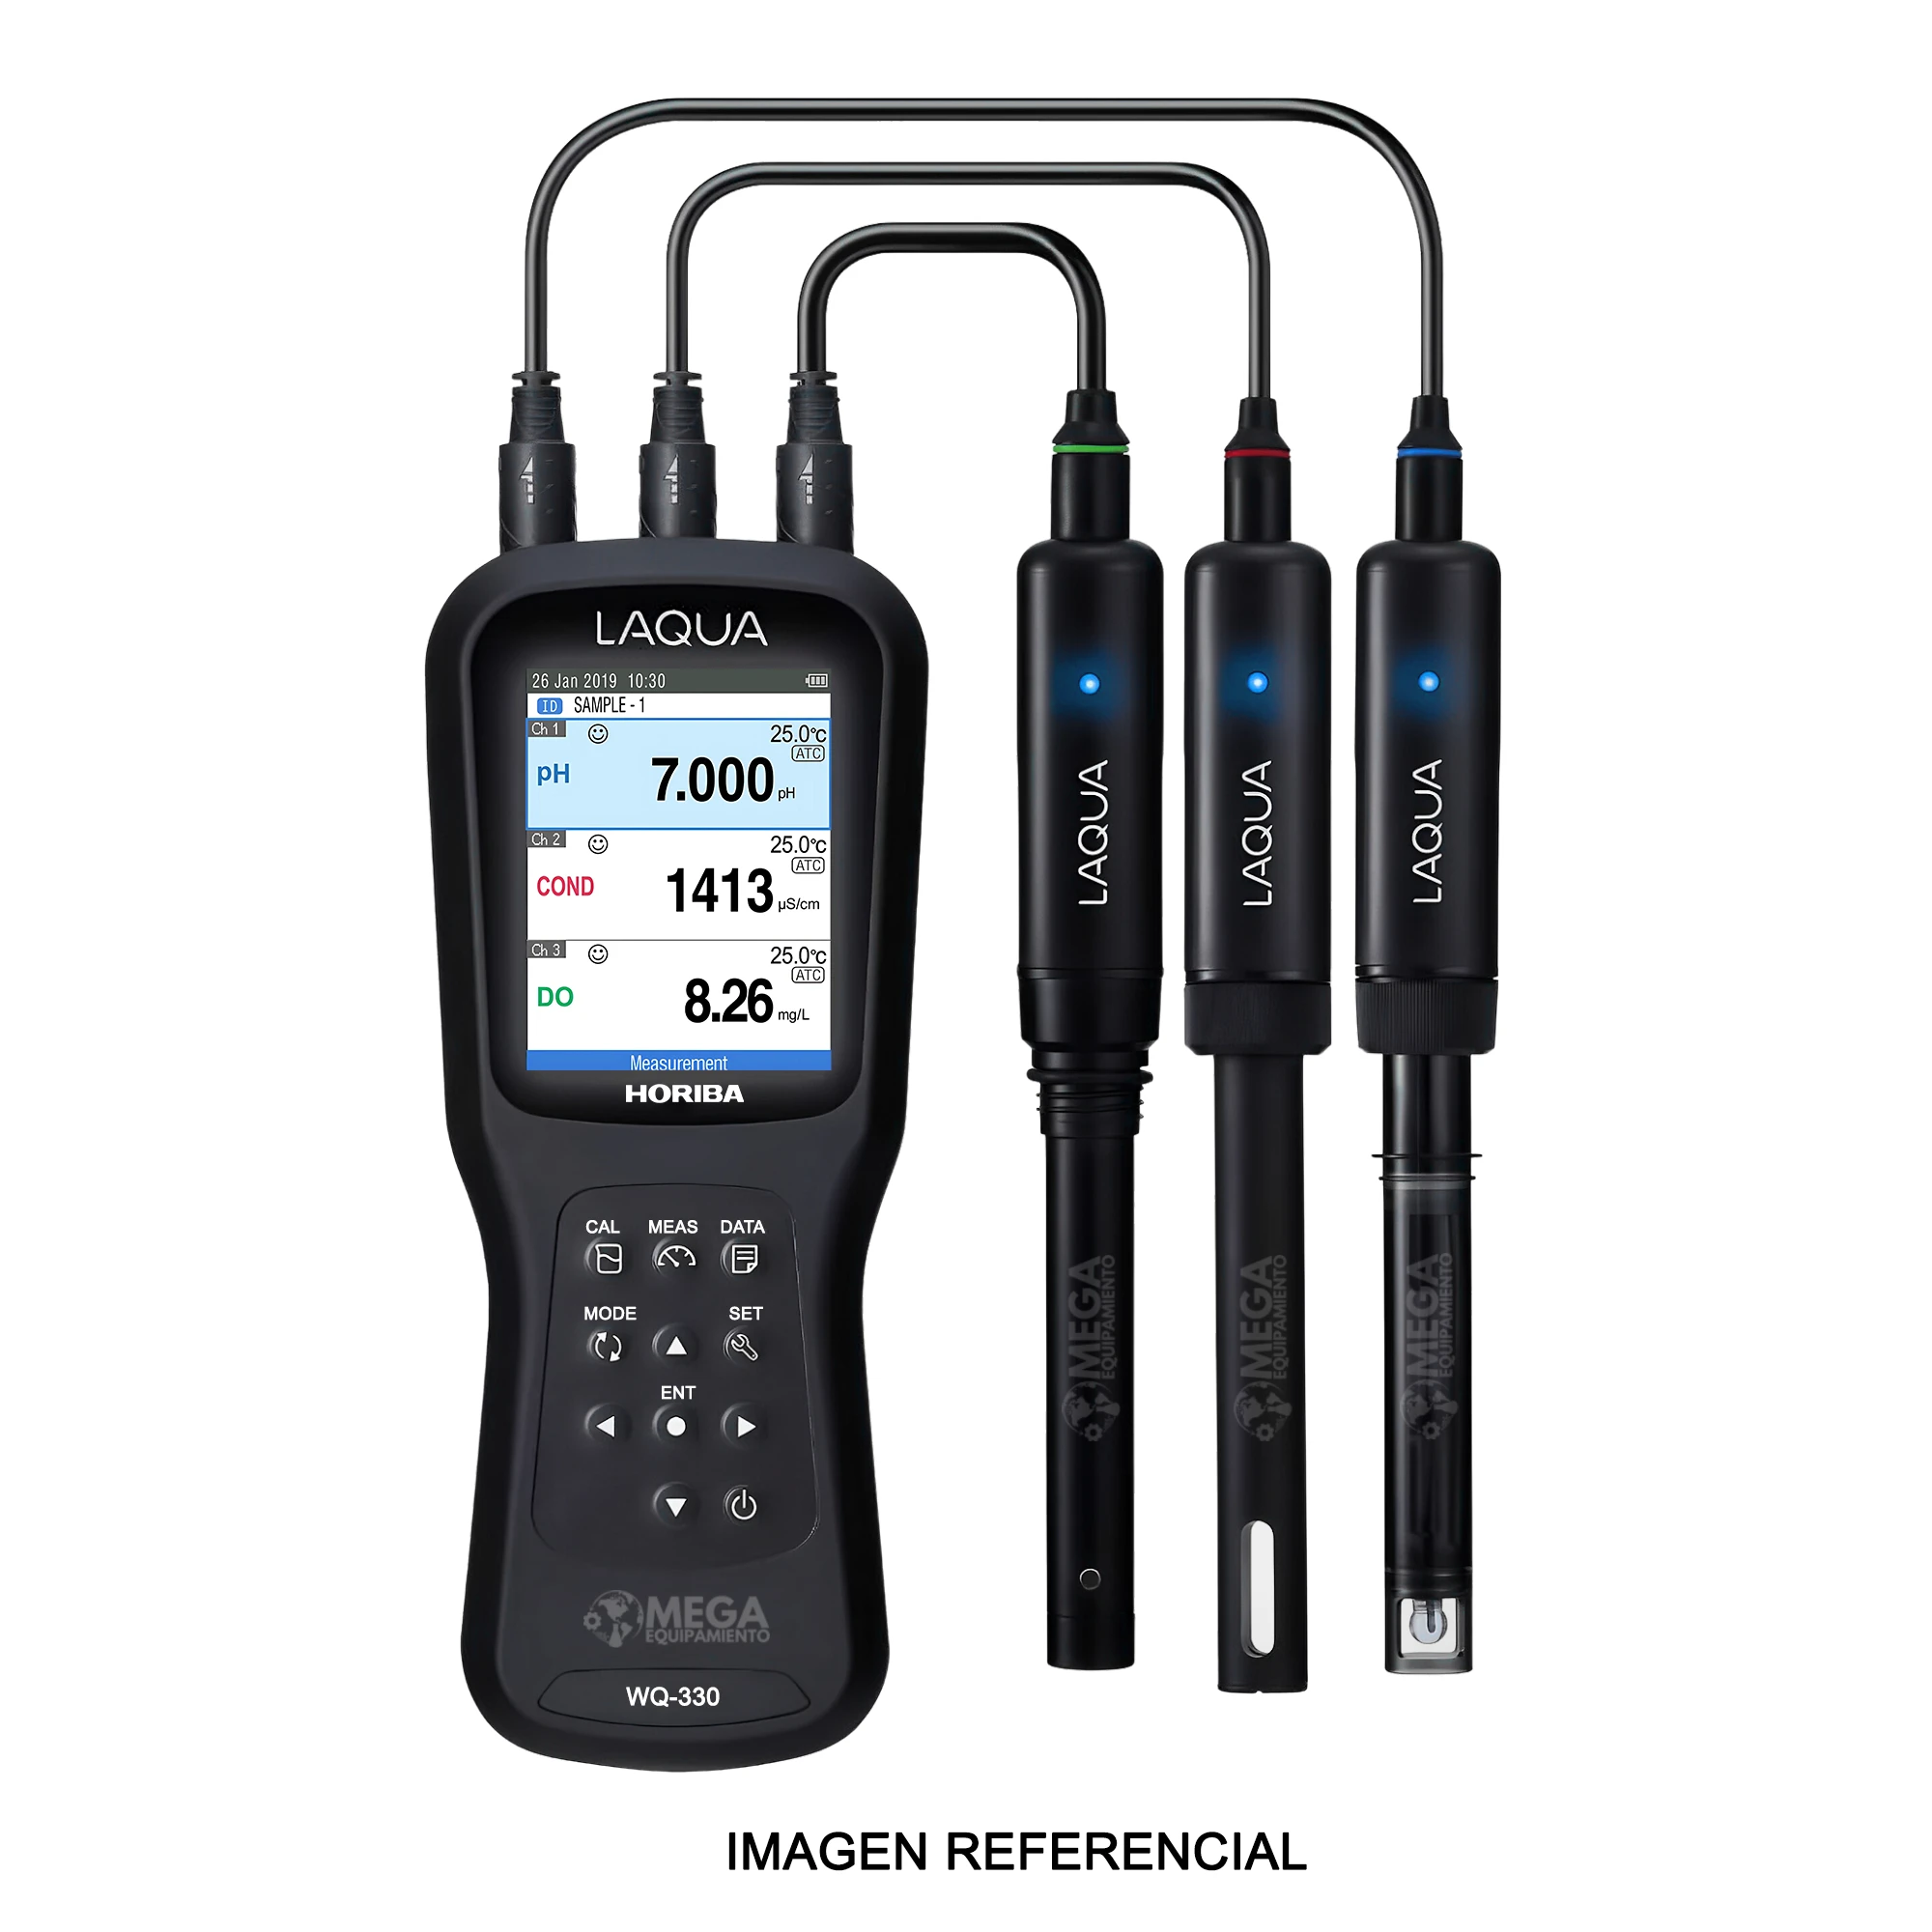 LAQUA
26 Jan 2019 10:30
ID SAMPLE - 1
Ch 1 25.0°C
ATC
pH 7.000 pH
Ch 2 25.0°C
ATC
COND 1413 µS/cm
Ch 3 25.0°C
ATC
DO 8.26 mg/L
Measurement
HORIBA
CAL MEAS DATA
MODE SET
ENT
MEGA
EQUIPAMIENTO
WQ-330
LAQUA
LAQUA
LAQUA
MEGA
EQUIPAMIENTO
MEGA
EQUIPAMIENTO
MEGA
EQUIPAMIENTO
IMAGEN REFERENCIAL